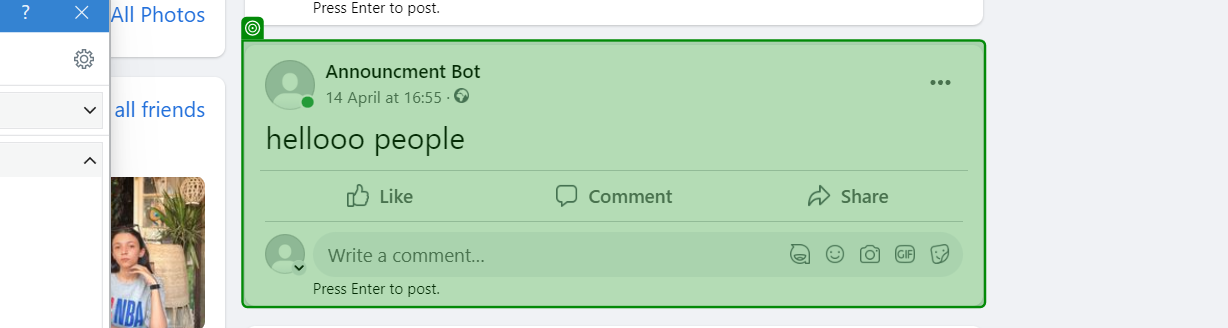 ?
All Photos
Press Enter to post.
all friends
Announcment Bot
14 April at 16:55 ·
hellooo people
Like Comment Share
Write a comment...
GIF
Press Enter to post.
NBA